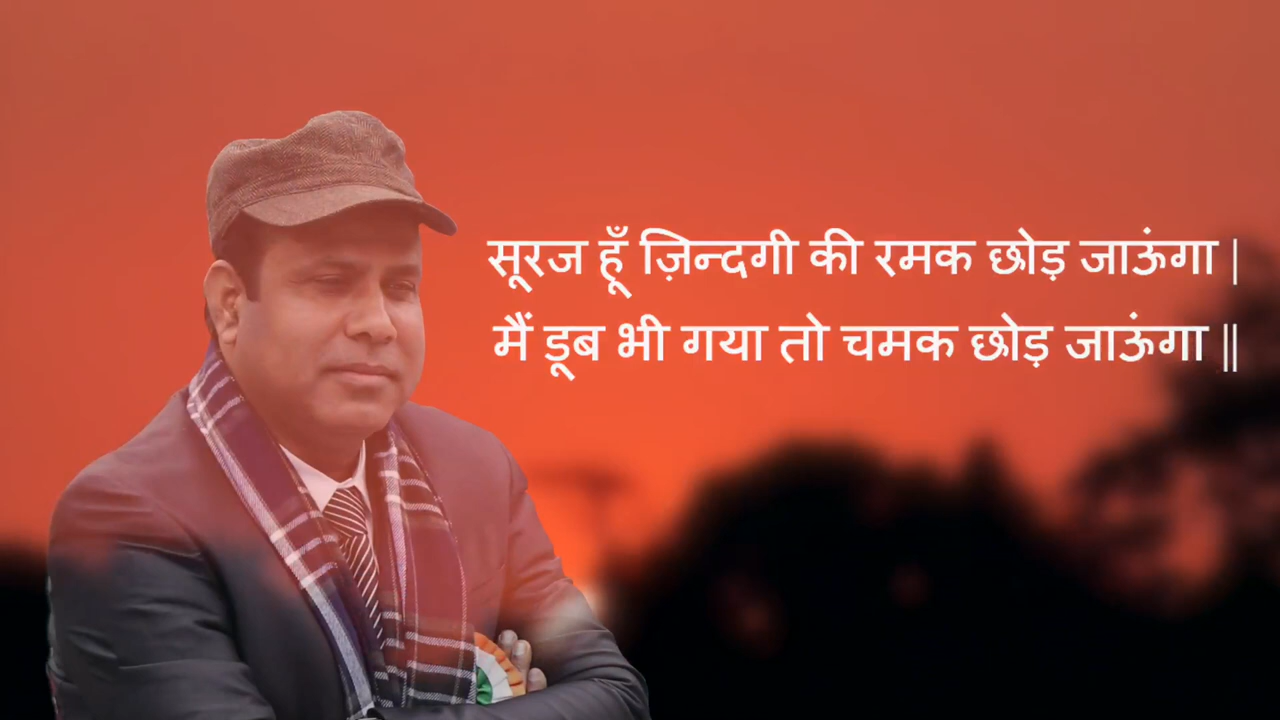 सूरज हूँ ज़िन्दगी की रमक छोड़ जाऊंगा |
मैं डूब भी गया तो चमक छोड़ जाऊंगा ||